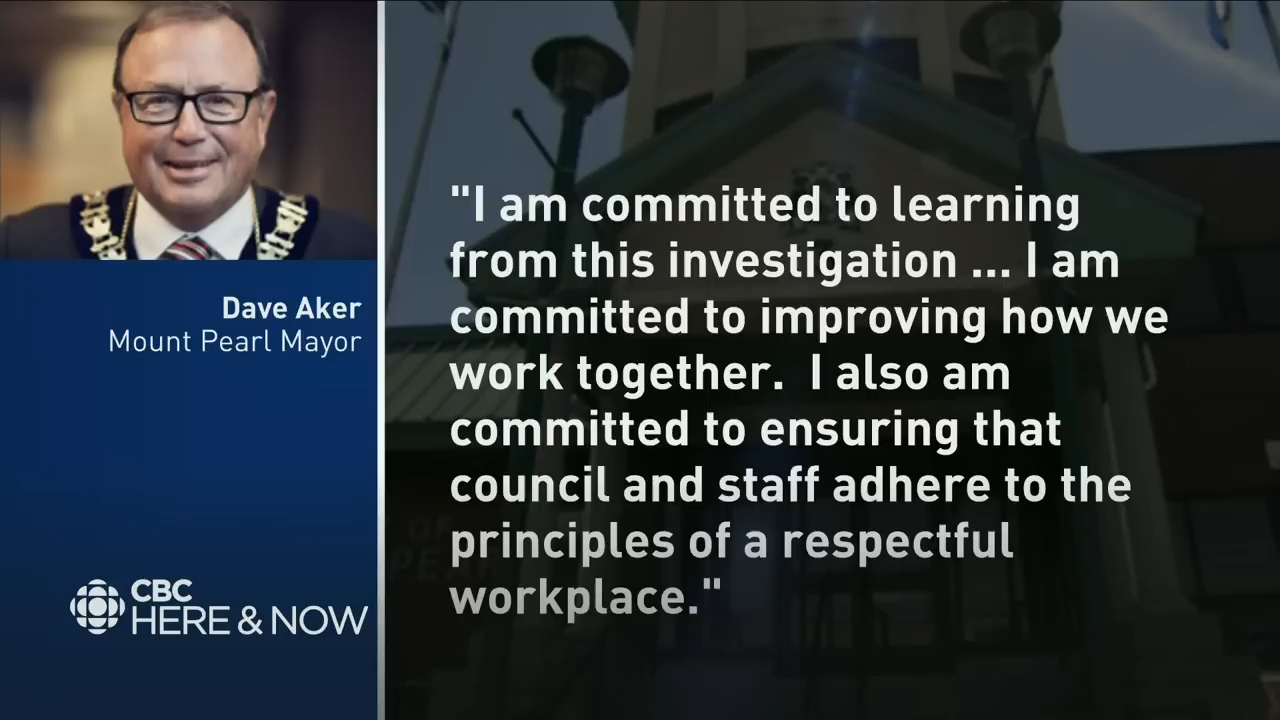 Dave Aker
Mount Pearl Mayor
CBC
HERE & NOW
"I am committed to learning
from this investigation ... I am
committed to improving how we
work together.  I also am
committed to ensuring that
council and staff adhere to the
principles of a respectful
workplace."